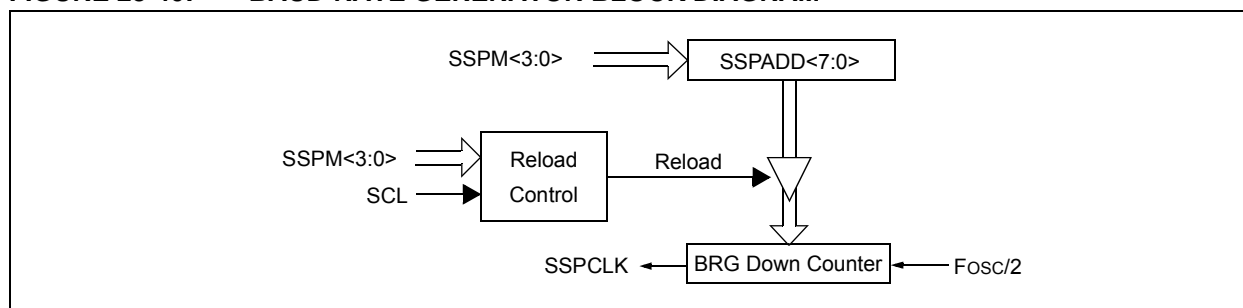 SSPM<3:0>
SSPADD<7:0>
SSPM<3:0>
SCL
Reload
Control
Reload
SSPCLK
BRG Down Counter
Fosc/2